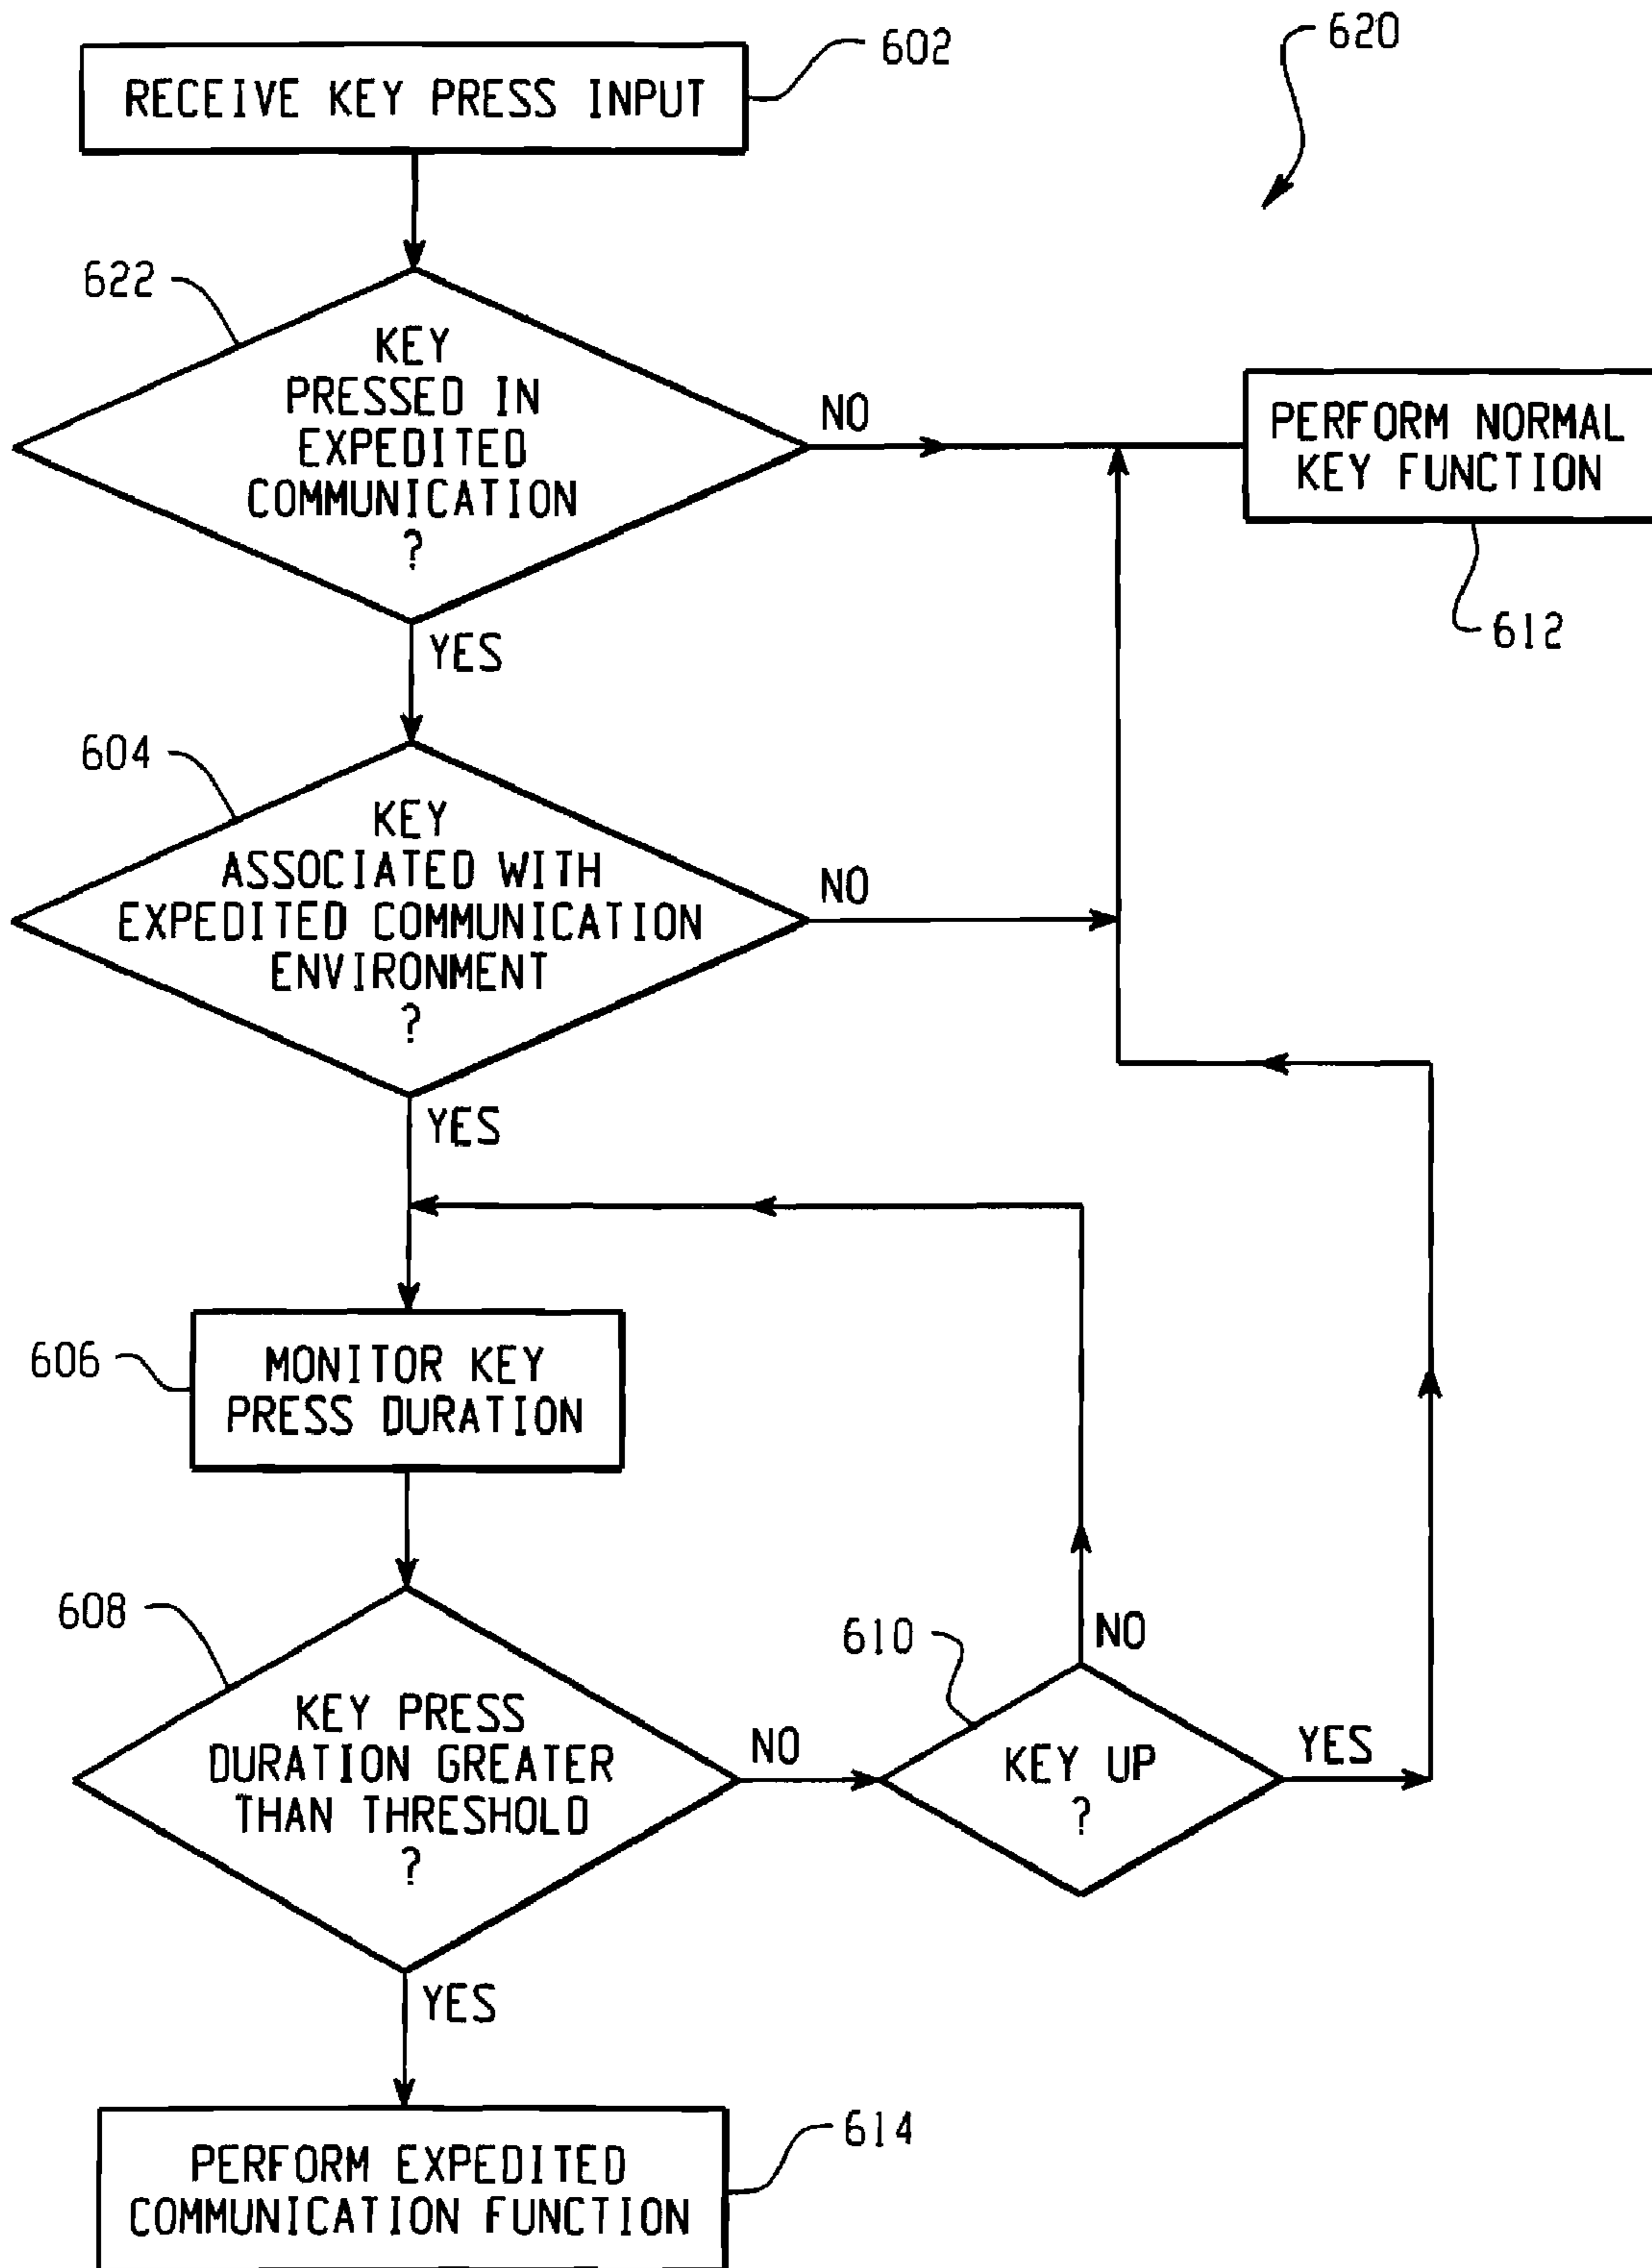 620
602
RECEIVE KEY PRESS INPUT
622
KEY
PRESSED IN
EXPEDITED
COMMUNICATION
?
NO
PERFORM NORMAL
KEY FUNCTION
612
YES
604
KEY
ASSOCIATED WITH
EXPEDITED COMMUNICATION
ENVIRONMENT
?
NO
YES
606
MONITOR KEY
PRESS DURATION
608
KEY PRESS
DURATION GREATER
THAN THRESHOLD
?
NO
610
NO
KEY UP
?
YES
YES
614
PERFORM EXPEDITED
COMMUNICATION FUNCTION